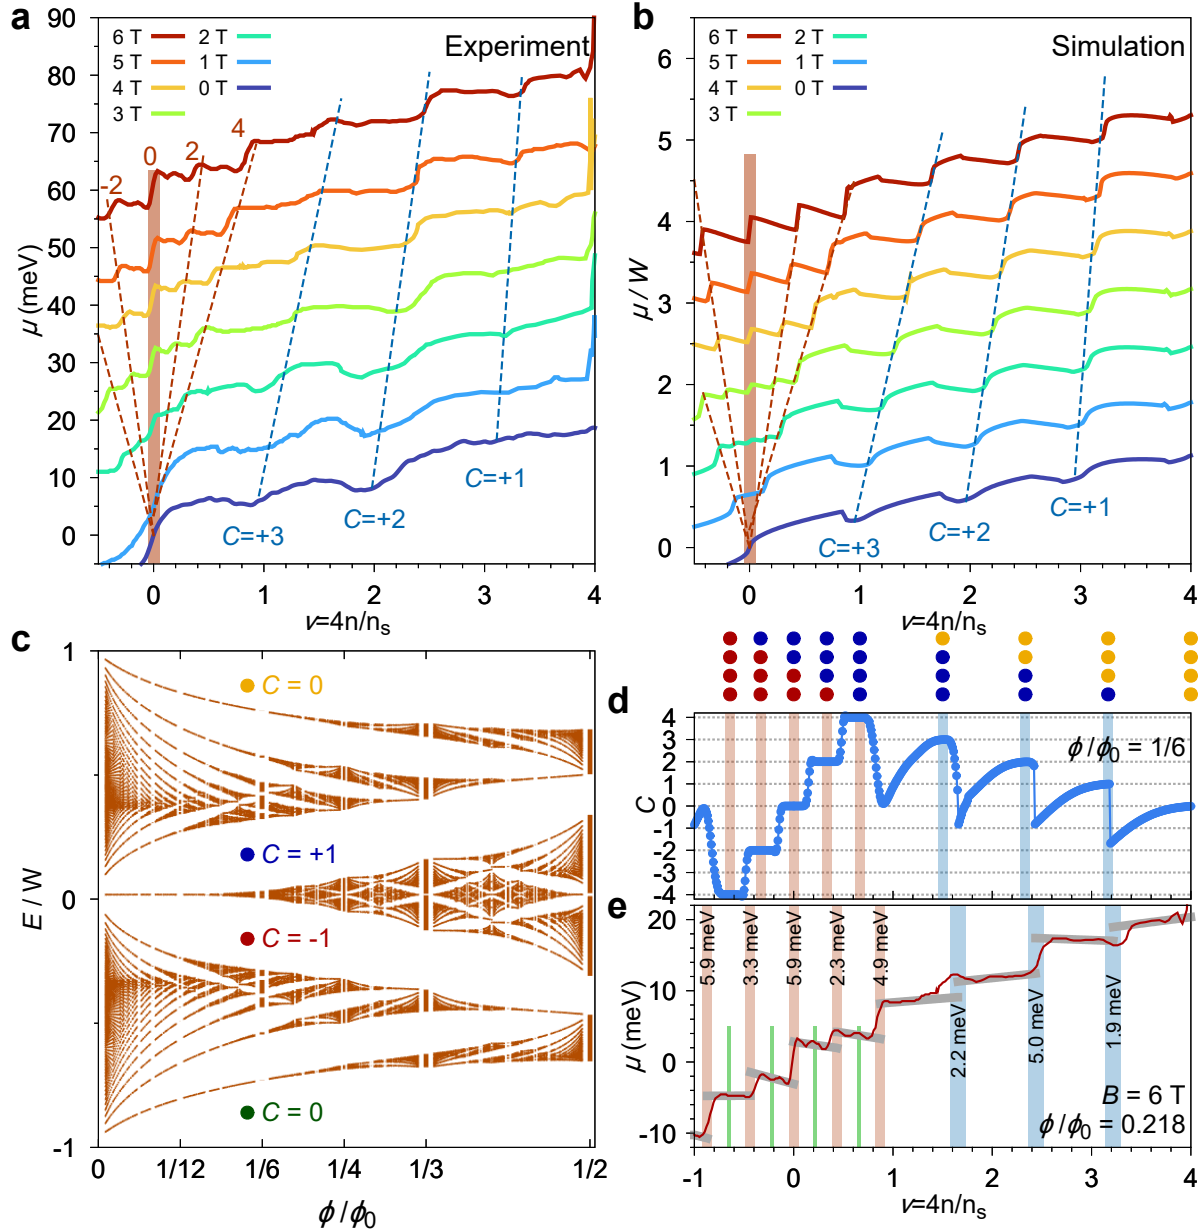 a
Experiment
6 T
2 T
5 T
1 T
4 T
0 T
3 T
-2
0
2
4
C=+3
C=+2
C=+1
90
80
70
60
50
40
30
20
10
0
μ (meV)
0
1
2
3
4
ν=4n/nₛ
b
Simulation
6 T
2 T
5 T
1 T
4 T
0 T
3 T
C=+3
C=+2
C=+1
6
5
4
3
2
1
0
μ / W
0
1
2
3
4
ν=4n/nₛ
c
C = 0
C = +1
C = -1
C = 0
1
0
-1
E / W
0
1/12
1/6
1/4
1/3
1/2
ϕ / ϕ₀
d
4
3
2
1
0
-1
-2
-3
-4
C
ϕ / ϕ₀ = 1/6
e
20
10
0
-10
μ (meV)
5.9 meV
3.3 meV
5.9 meV
2.3 meV
4.9 meV
2.2 meV
5.0 meV
1.9 meV
B = 6 T
ϕ / ϕ₀ = 0.218
-1
0
1
2
3
4
ν=4n/nₛ